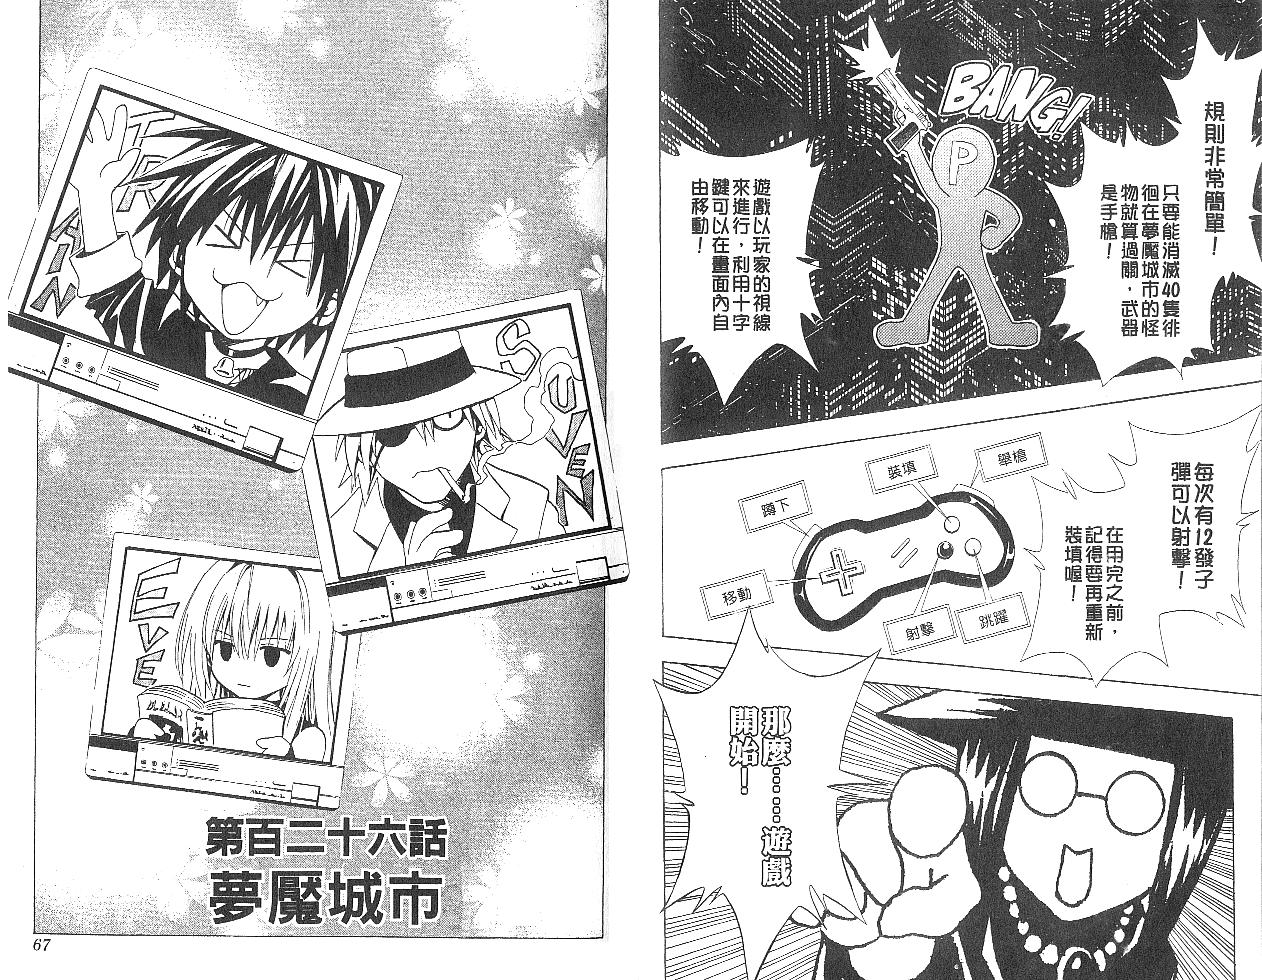 規則非常簡單！
只要能消滅40隻徘
徊在夢魘城市的怪
物就算過關，武器
是手槍！
BANG!
P
遊戲以玩家的視線
來進行，利用十字
鍵可以在畫面內自
由移動！
每次有12發子
彈可以射擊！
在用完之前，
記得要再重新
裝填喔！
舉槍
裝填
蹲下
移動
射擊
跳躍
那麼……遊戲
開始！
TRAIN
SUVEN
EVE
第百二十六話
夢魘城市
67